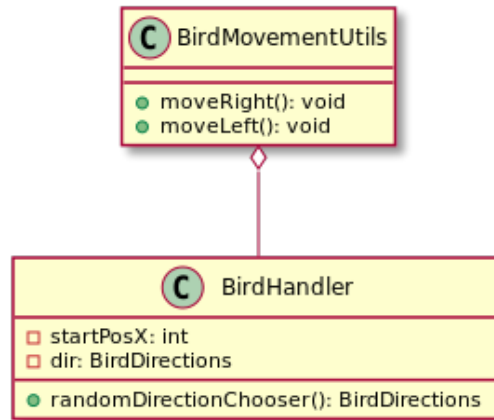 C BirdMovementUtils
moveRight(): void
moveLeft(): void
C BirdHandler
startPosX: int
dir: BirdDirections
randomDirectionChooser(): BirdDirections